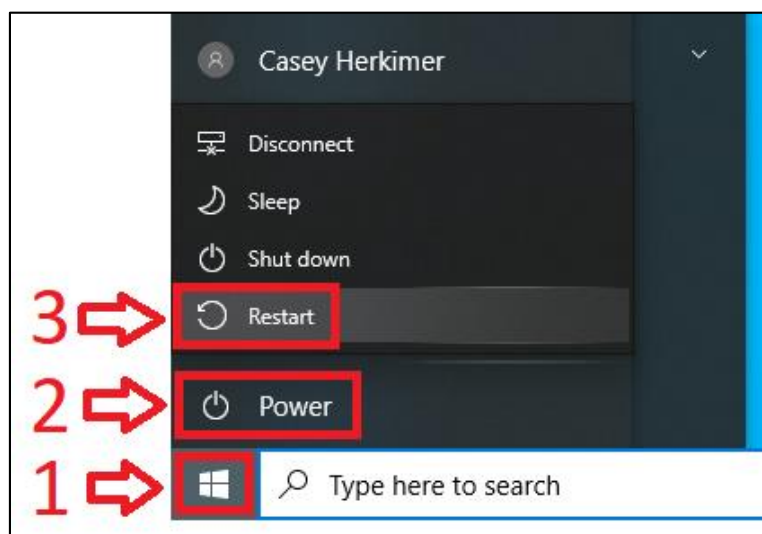 Casey Herkimer
Disconnect
Sleep
Shut down
3 Restart
2 Power
1 Type here to search